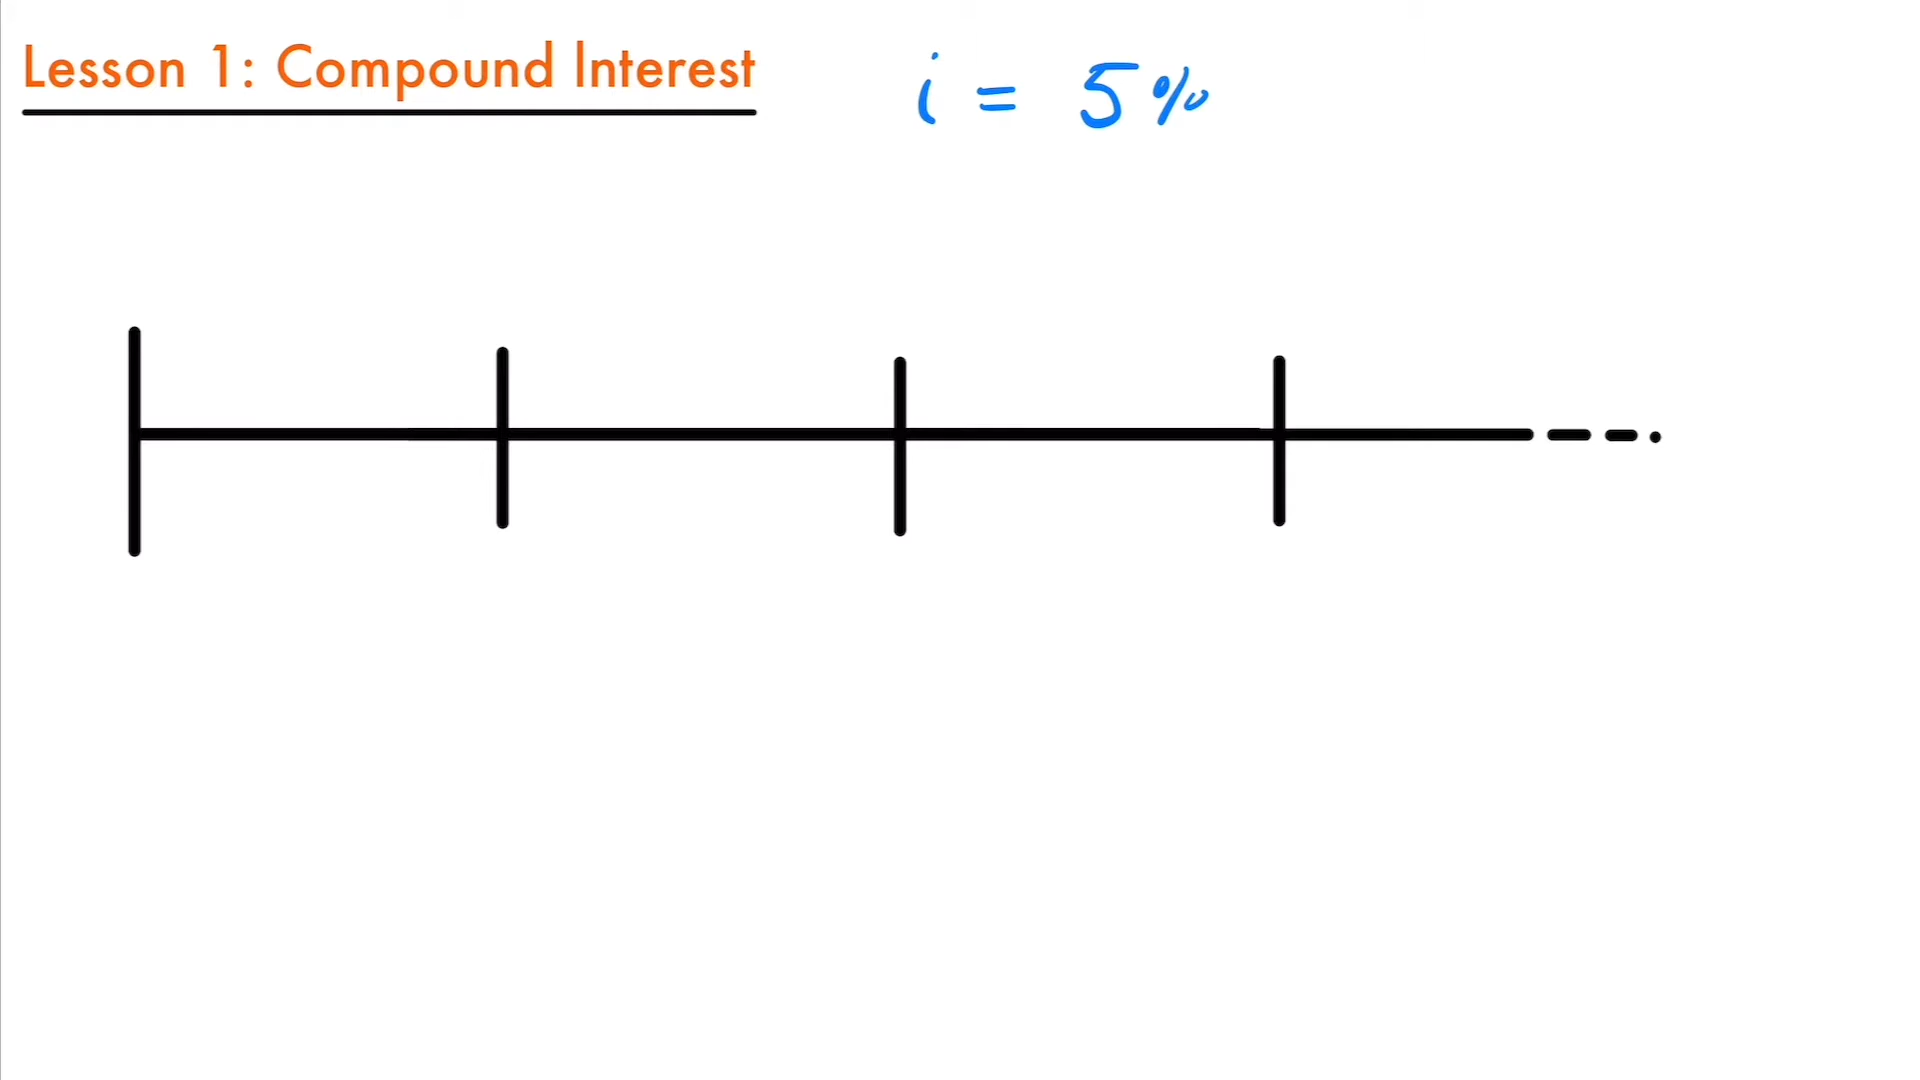 Lesson 1: Compound Interest
i = 5%